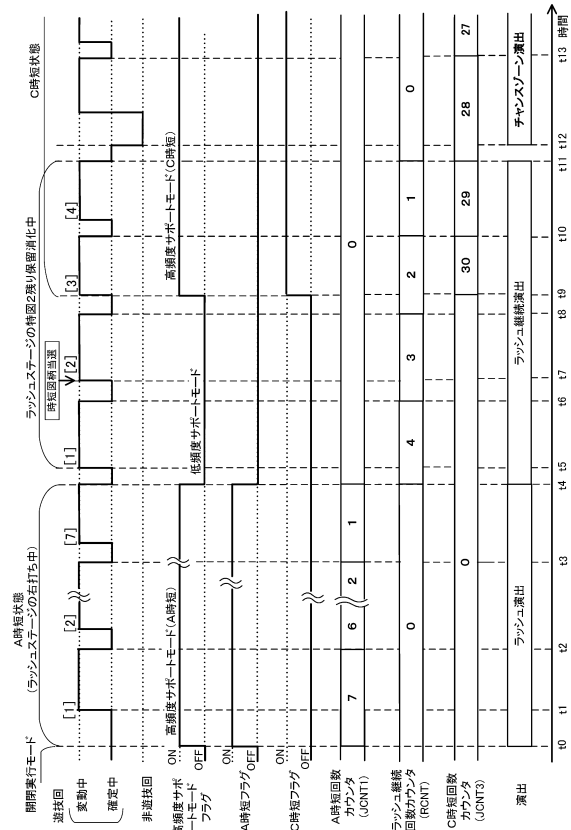 開閉実行モード
A時短状態
(ラッシュステージの右打ち中)
ラッシュステージの特図2残り保留消化中
C時短状態
時短図柄当選
遊技回
変動中
確定中
非遊技回
[1]
[2]
[7]
[1]
[2]
[3]
[4]
高頻度サポ
ートモード
フラグ
ON
OFF
高頻度サポートモード(A時短)
低頻度サポートモード
高頻度サポートモード(C時短)
A時短フラグ
ON
OFF
C時短フラグ
ON
OFF
A時短回数
カウンタ
(JCNT1)
7
6
2
1
0
ラッシュ継続
回数カウンタ
(RCNT)
0
4
3
2
1
0
C時短回数
カウンタ
(JCNT3)
0
30
29
28
27
演出
ラッシュ演出
ラッシュ継続演出
チャンスゾーン演出
t0
t1
t2
t3
t4
t5
t6
t7
t8
t9
t10
t11
t12
t13
時間